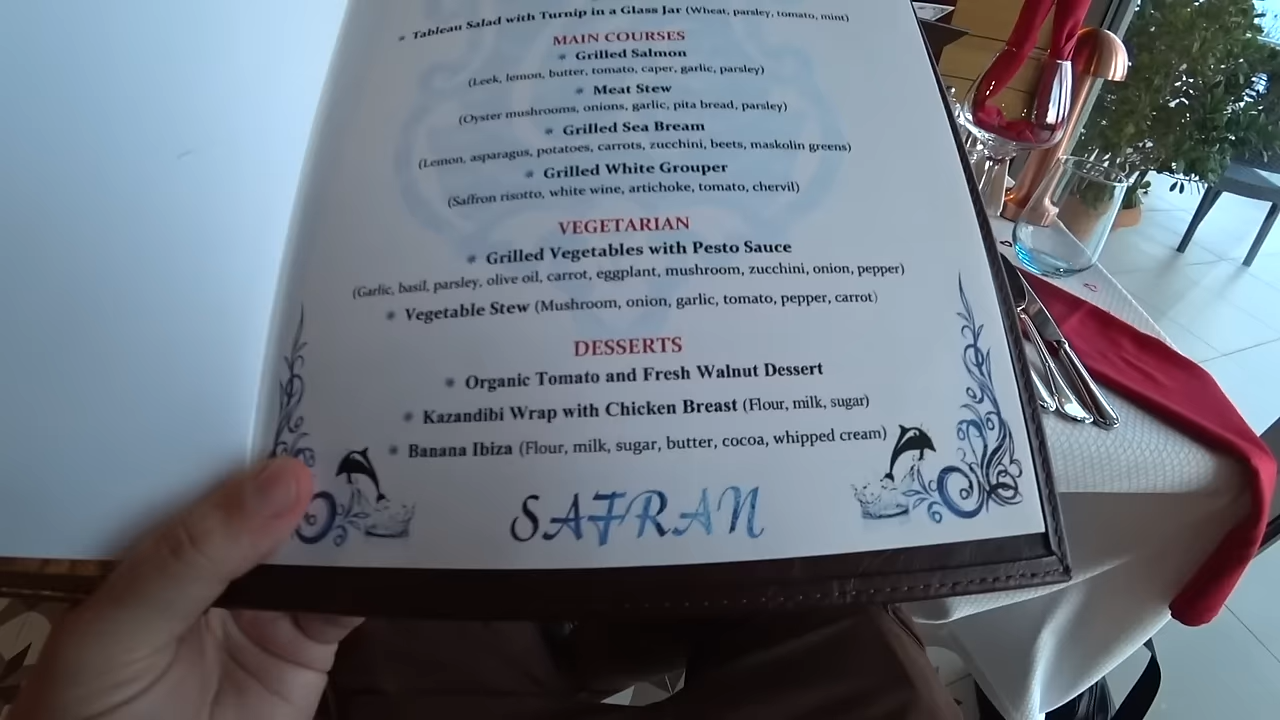 Tableau Salad with Turnip in a Glass Jar (Wheat, parsley, tomato, mint)
MAIN COURSES
Grilled Salmon
(Leek, lemon, butter, tomato, caper, garlic, parsley)
Meat Stew
(Oyster mushrooms, onions, garlic, pita bread, parsley)
Grilled Sea Bream
(Lemon, asparagus, potatoes, carrots, zucchini, beets, maskolin greens)
Grilled White Grouper
(Saffron risotto, white wine, artichoke, tomato, chervil)
VEGETARIAN
Grilled Vegetables with Pesto Sauce
(Garlic, basil, parsley, olive oil, carrot, eggplant, mushroom, zucchini, onion, pepper)
Vegetable Stew (Mushroom, onion, garlic, tomato, pepper, carrot)
DESSERTS
Organic Tomato and Fresh Walnut Dessert
Kazandibi Wrap with Chicken Breast (Flour, milk, sugar)
Banana Ibiza (Flour, milk, sugar, butter, cocoa, whipped cream)
SAFRAN